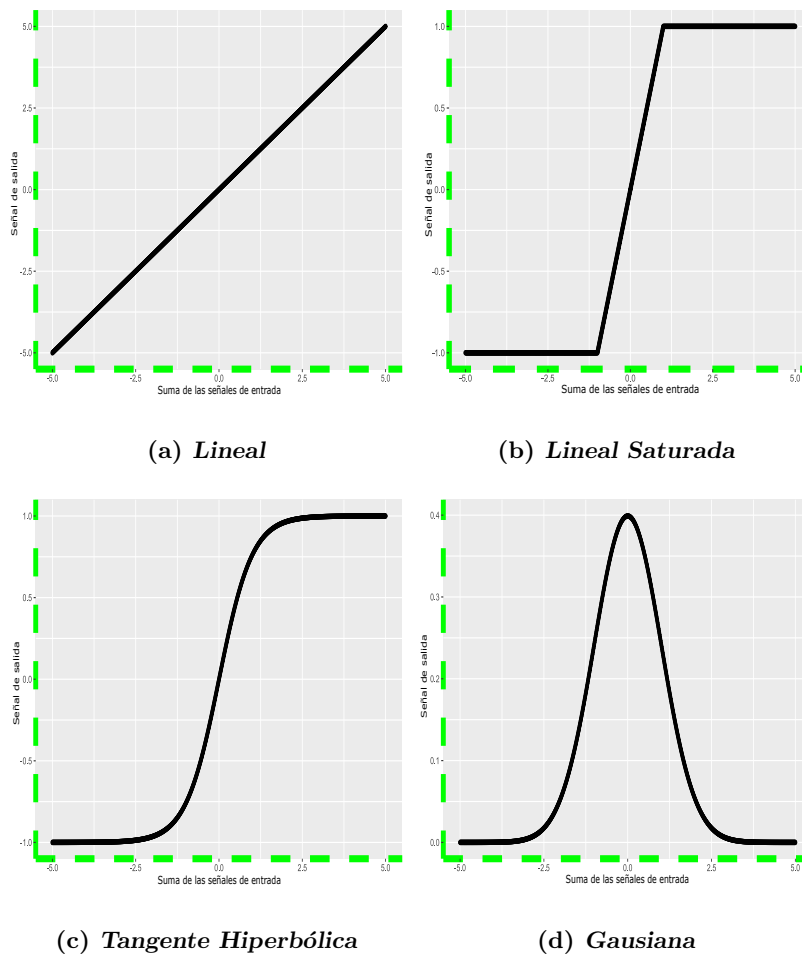 5.0
2.5
0.0
-2.5
-5.0
Señal de salida
-5.0 -2.5 0.0 2.5 5.0
Suma de las señales de entrada
(a) Lineal
1.0
0.5
0.0
-0.5
-1.0
Señal de salida
-5.0 -2.5 0.0 2.5 5.0
Suma de las señales de entrada
(b) Lineal Saturada
1.0
0.5
0.0
-0.5
-1.0
Señal de salida
-5.0 -2.5 0.0 2.5 5.0
Suma de las señales de entrada
(c) Tangente Hiperbólica
0.4
0.3
0.2
0.1
0.0
Señal de salida
-5.0 -2.5 0.0 2.5 5.0
Suma de las señales de entrada
(d) Gausiana